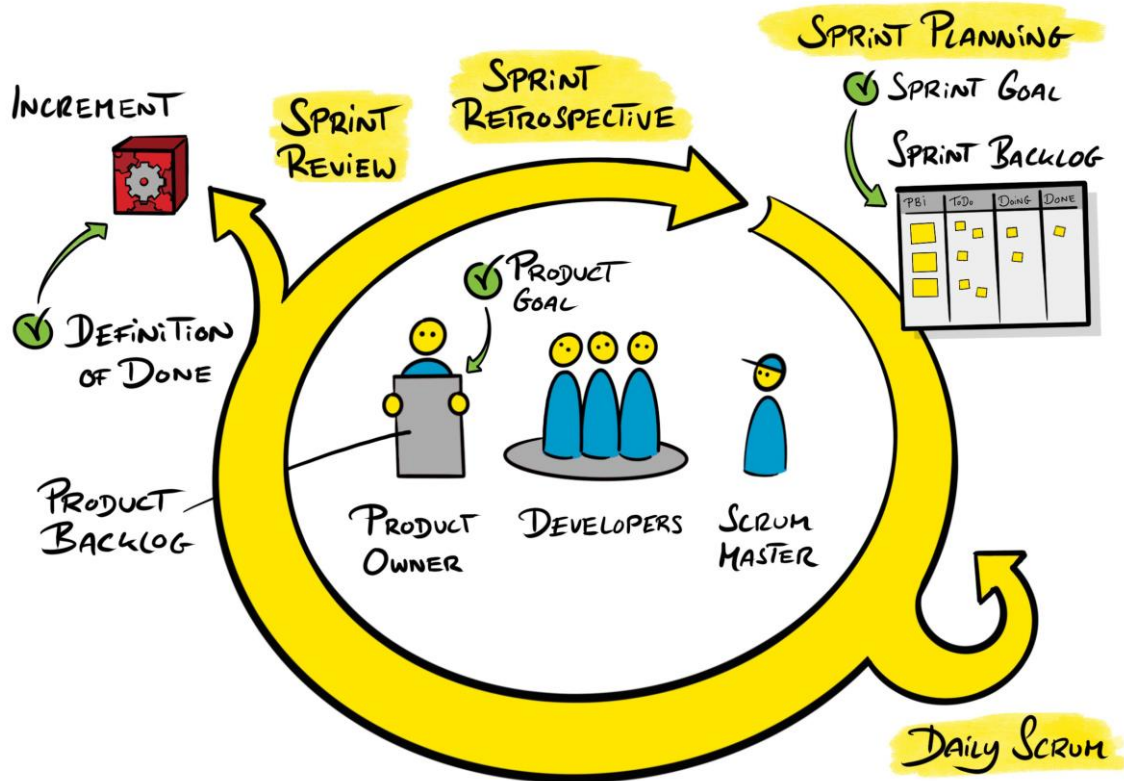 SPRiNT PLANNiNG
SPRiNT GOAL
SPRiNT BACKLOG
PBi
ToDo
DoiNG
DONE
SPRiNT
RETROSPECTiVE
SPRiNT
REViEW
iNCREMENT
DEFiNiTiON
OF DONE
PRODUCT
GOAL
PRODUCT
BACKLOG
PRODUCT
OWNER
DEVELOPERS
SCRUM
MASTER
DAiLY SCRUM